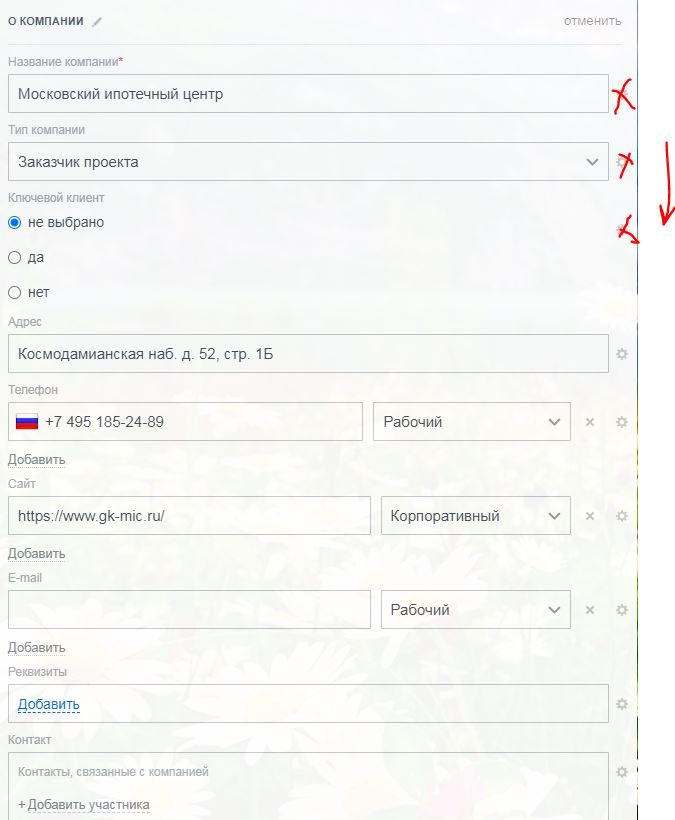 О КОМПАНИИ
отменить
Название компании*
Московский ипотечный центр
Тип компании
Заказчик проекта
Ключевой клиент
не выбрано
да
нет
Адрес
Космодамианская наб. д. 52, стр. 1Б
Телефон
+7 495 185-24-89 Рабочий
Добавить
Сайт
https://www.gk-mic.ru/ Корпоративный
Добавить
E-mail
Рабочий
Добавить
Реквизиты
Добавить
Контакт
Контакты, связанные с компанией
+ Добавить участника